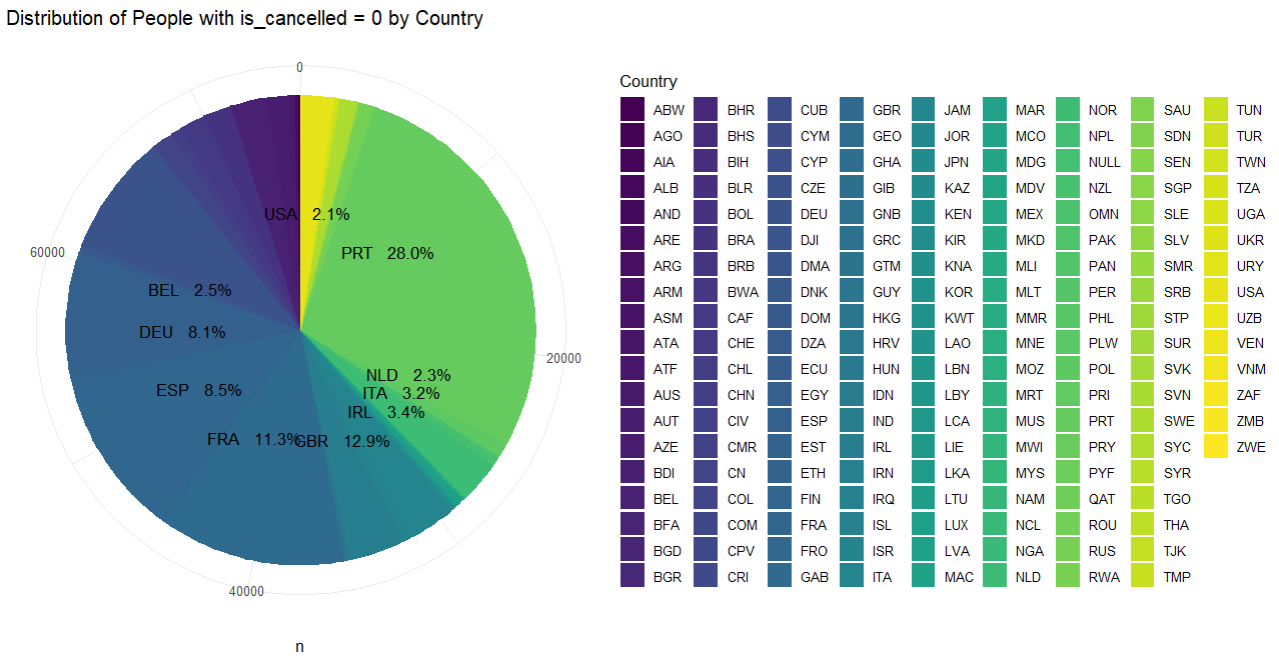 Distribution of People with is_cancelled = 0 by Country
0
20000
40000
60000
n
USA 2.1%
PRT 28.0%
BEL 2.5%
DEU 8.1%
NLD 2.3%
ITA 3.2%
ESP 8.5%
IRL 3.4%
FRA 11.3%
GBR 12.9%
Country
ABW BHR CUB GBR JAM MAR NOR SAU TUN
AGO BHS CYM GEO JOR MCO NPL SDN TUR
AIA BIH CYP GHA JPN MDG NULL SEN TWN
ALB BLR CZE GIB KAZ MDV NZL SGP TZA
AND BOL DEU GNB KEN MEX OMN SLE UGA
ARE BRA DJI GRC KIR MKD PAK SLV UKR
ARG BRB DMA GTM KNA MLI PAN SMR URY
ARM BWA DNK GUY KOR MLT PER SRB USA
ASM CAF DOM HKG KWT MMR PHL STP UZB
ATA CHE DZA HRV LAO MNE PLW SUR VEN
ATF CHL ECU HUN LBN MOZ POL SVK VNM
AUS CHN EGY IDN LBY MRT PRI SVN ZAF
AUT CIV ESP IND LCA MUS PRT SWE ZMB
AZE CMR EST IRL LIE MWI PRY SYC ZWE
BDI CN ETH IRN LKA MYS PYF SYR
BEL COL FIN IRQ LTU NAM QAT TGO
BFA COM FRA ISL LUX NCL ROU THA
BGD CPV FRO ISR LVA NGA RUS TJK
BGR CRI GAB ITA MAC NLD RWA TMP